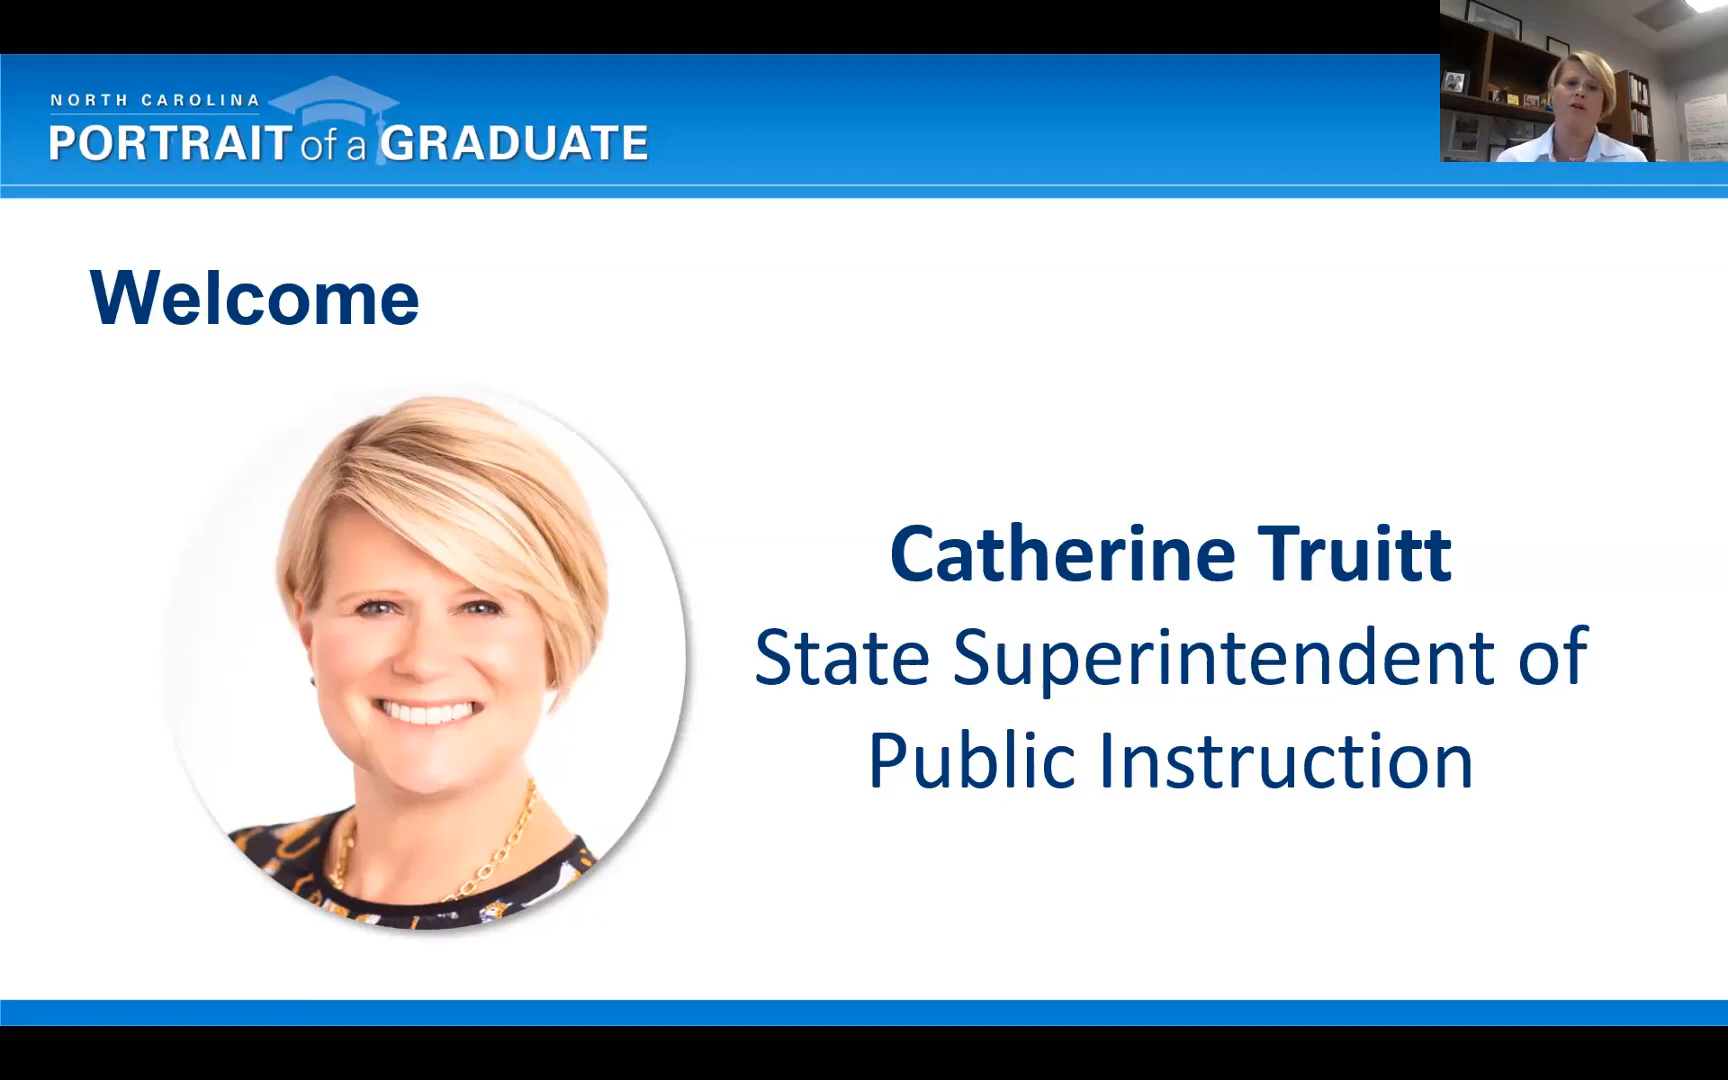 NORTH CAROLINA
PORTRAIT of a GRADUATE
Welcome
Catherine Truitt
State Superintendent of
Public Instruction